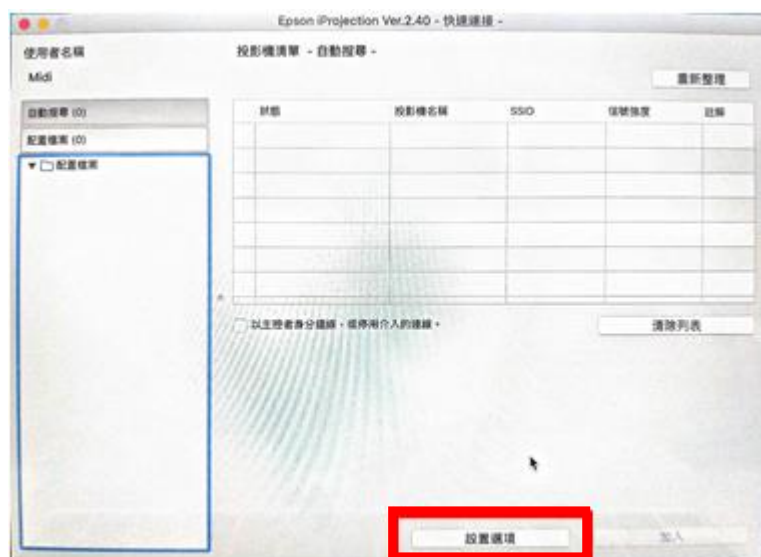 Epson iProjection Ver.2.40 - 快速連接 -
使用者名稱
投影機清單 - 自動搜尋 -
Midi
重新整理
自動搜尋 (0)
狀態 投影機名稱 SSID 信號強度 註解
配置檔案 (0)
配置檔案
以主控者身分連線，或停用介入的連線。
清除列表
設置選項
加入